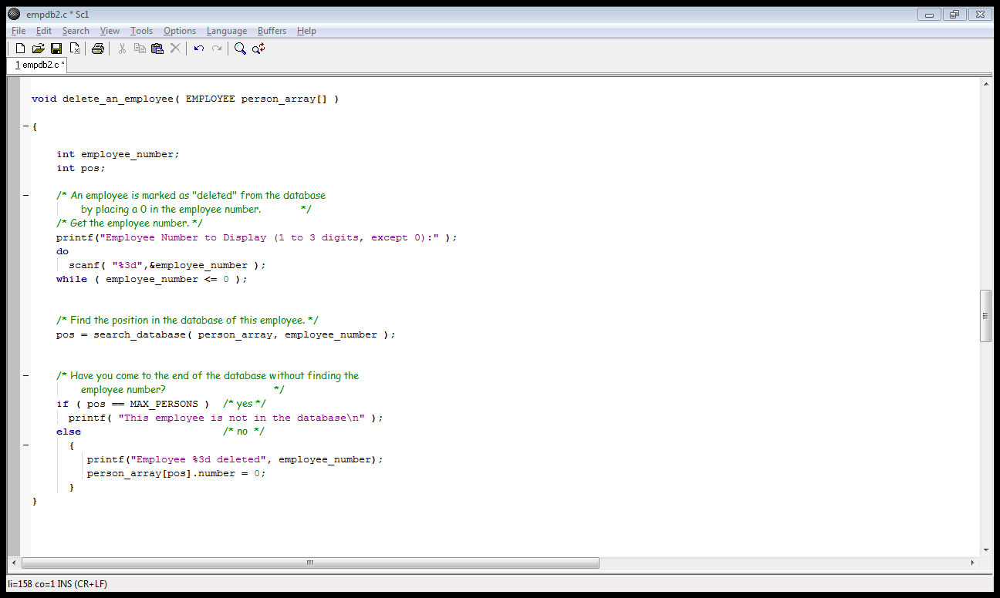 empdb2.c * Sc1
File Edit Search View Tools Options Language Buffers Help
1 empdb2.c *
void delete_an_employee( EMPLOYEE person_array[] )
{
int employee_number;
int pos;
/* An employee is marked as "deleted" from the database
by placing a 0 in the employee number. */
/* Get the employee number. */
printf("Employee Number to Display (1 to 3 digits, except 0):" );
do
scanf( "%3d",&employee_number );
while ( employee_number <= 0 );
/* Find the position in the database of this employee. */
pos = search_database( person_array, employee_number );
/* Have you come to the end of the database without finding the
employee number? */
if ( pos == MAX_PERSONS ) /* yes */
printf( "This employee is not in the database\n" );
else /* no */
{
printf("Employee %3d deleted", employee_number);
person_array[pos].number = 0;
}
}
li=158 co=1 INS (CR+LF)